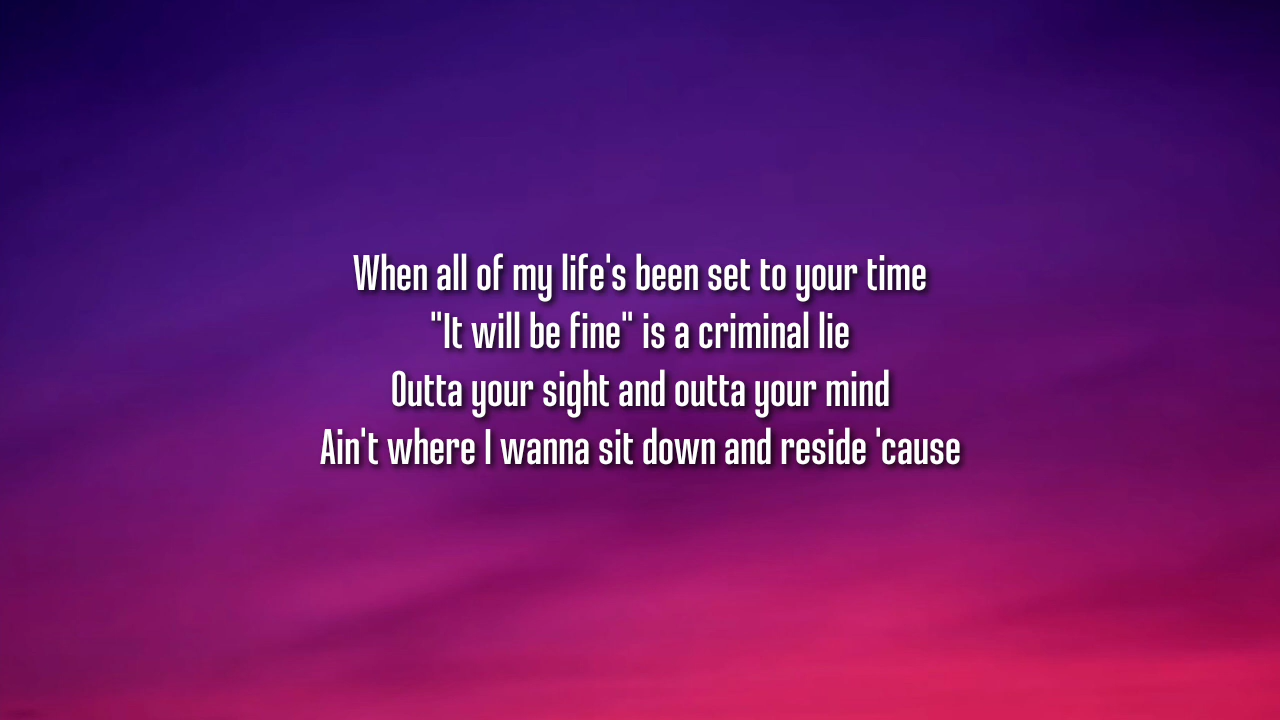 When all of my life's been set to your time
"It will be fine" is a criminal lie
Outta your sight and outta your mind
Ain't where I wanna sit down and reside 'cause